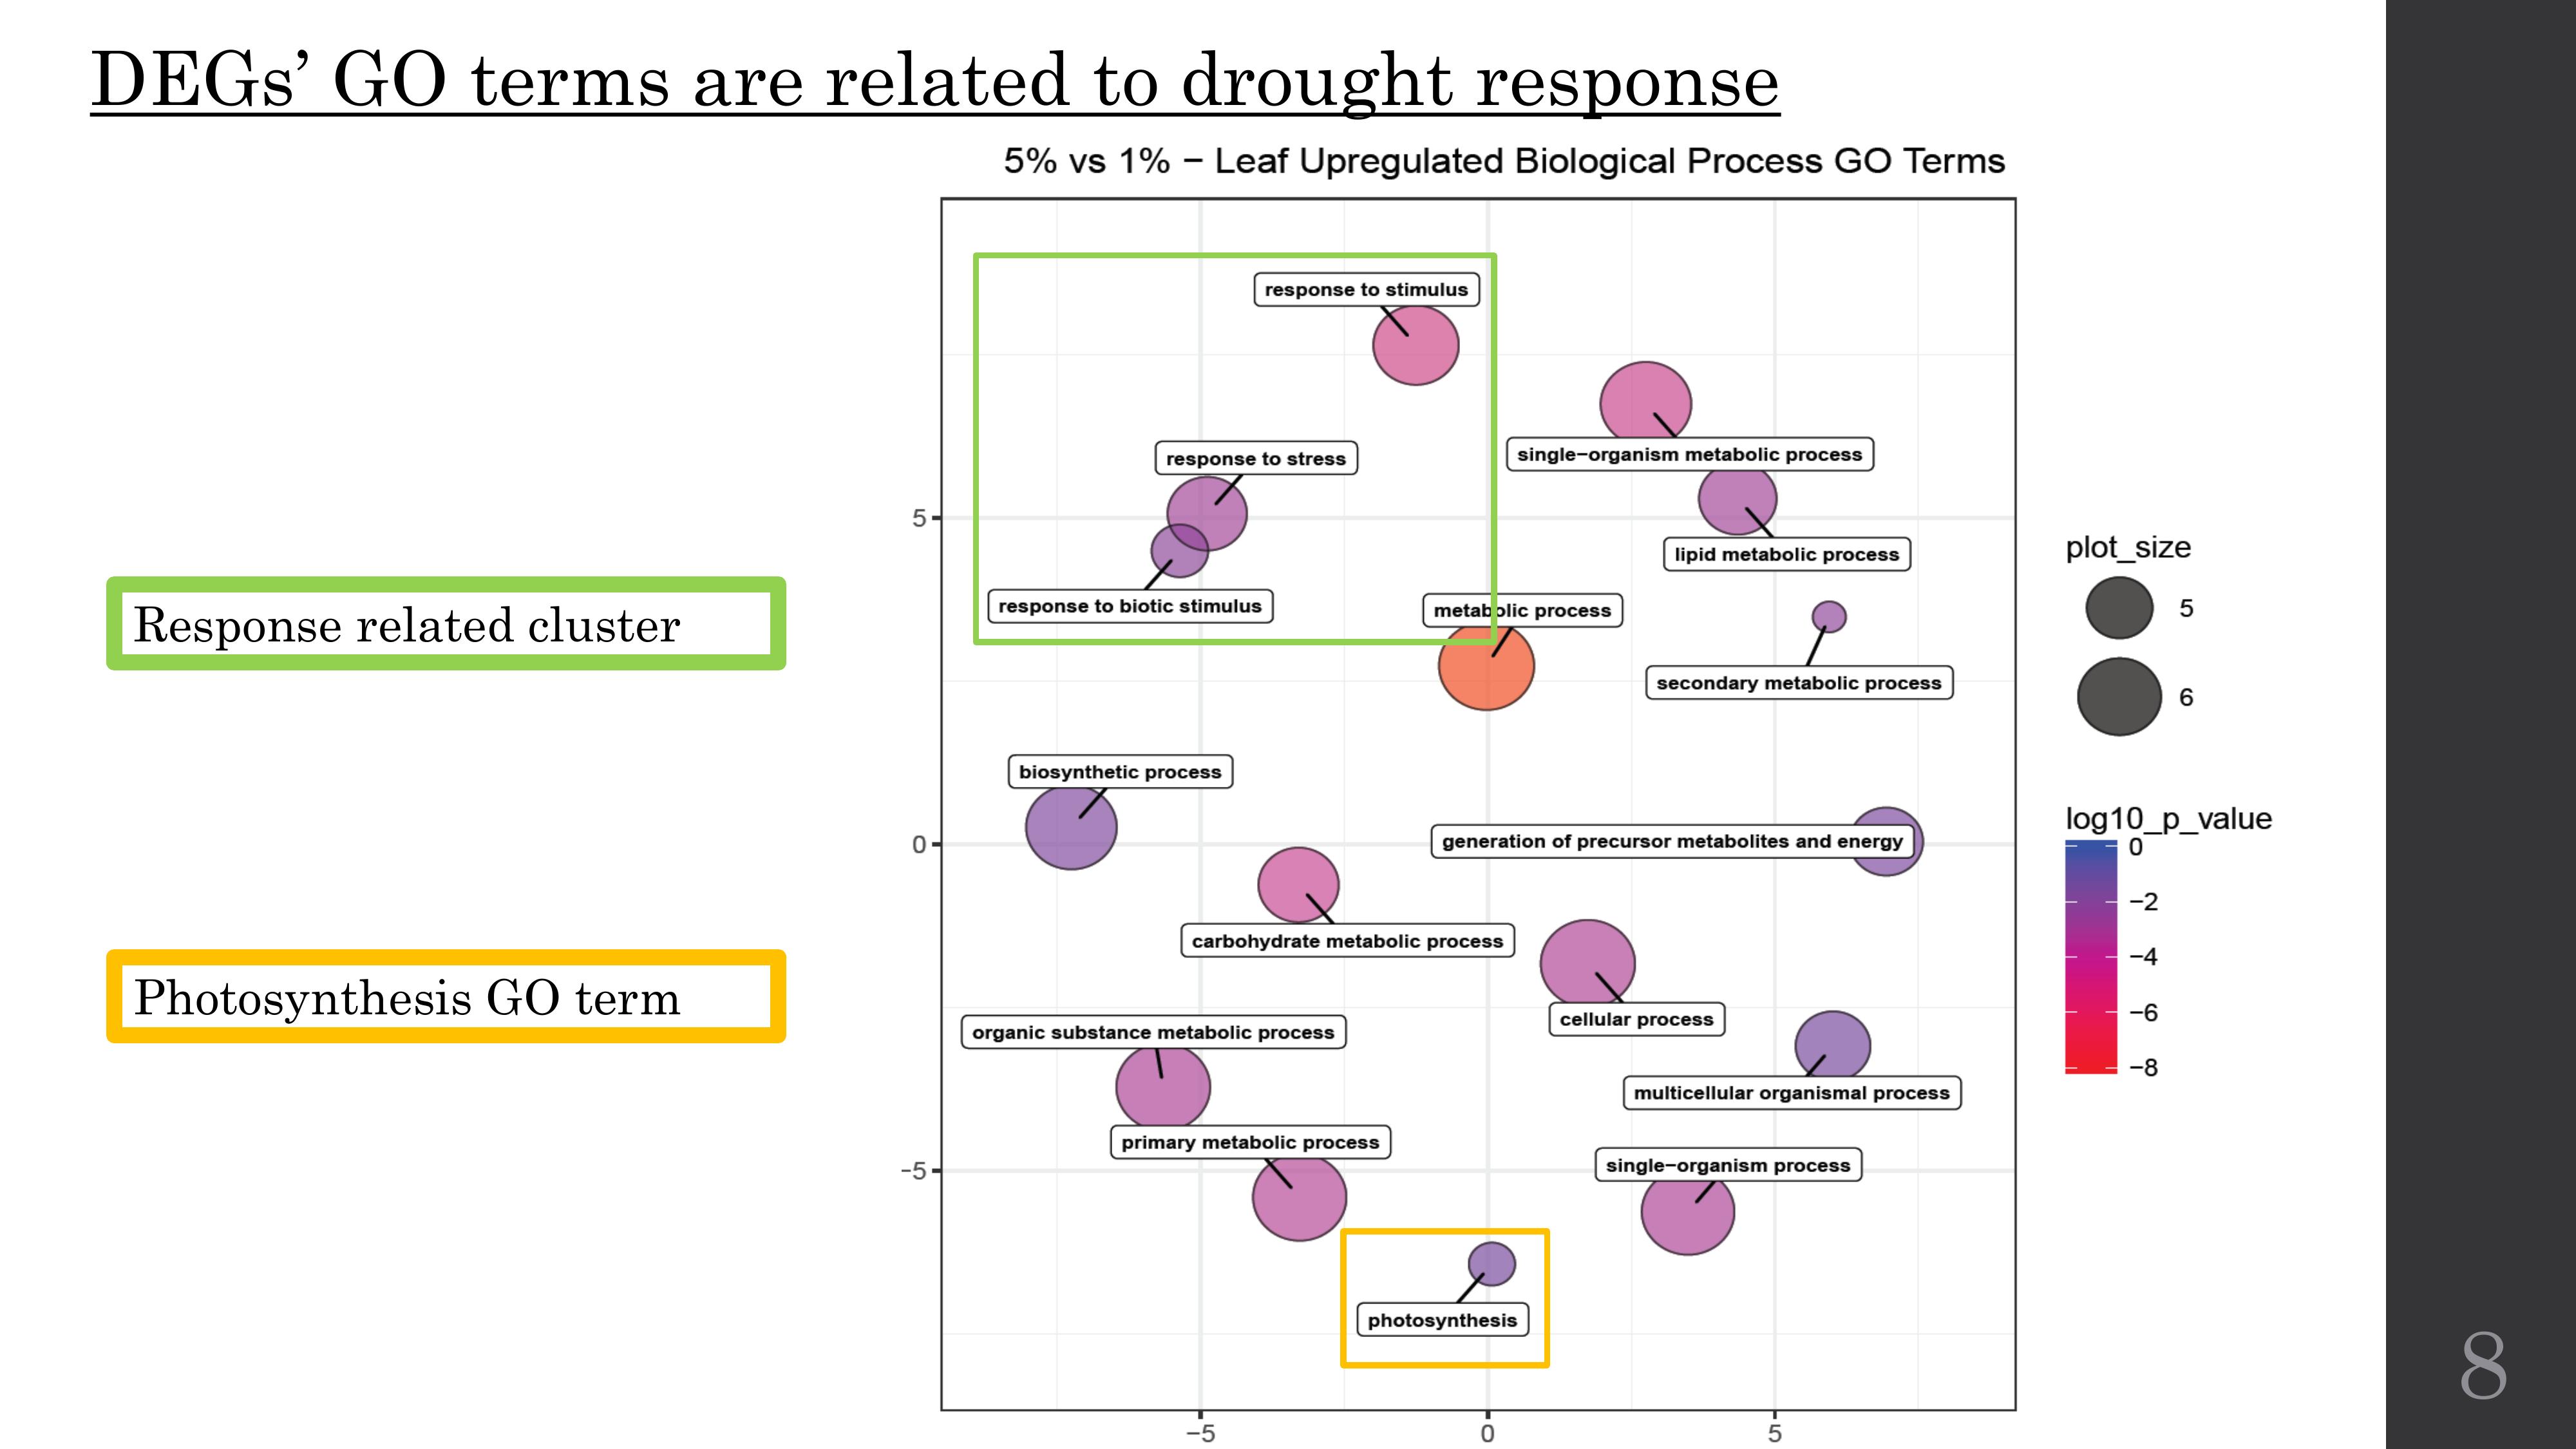 DEGs’ GO terms are related to drought response
5% vs 1% − Leaf Upregulated Biological Process GO Terms
response to stimulus
single−organism metabolic process
response to stress
lipid metabolic process
response to biotic stimulus
metabolic process
secondary metabolic process
biosynthetic process
generation of precursor metabolites and energy
carbohydrate metabolic process
cellular process
organic substance metabolic process
multicellular organismal process
primary metabolic process
single−organism process
photosynthesis
5
0
−5
−5
0
5
Response related cluster
Photosynthesis GO term
plot_size
5
6
log10_p_value
0
−2
−4
−6
−8
8